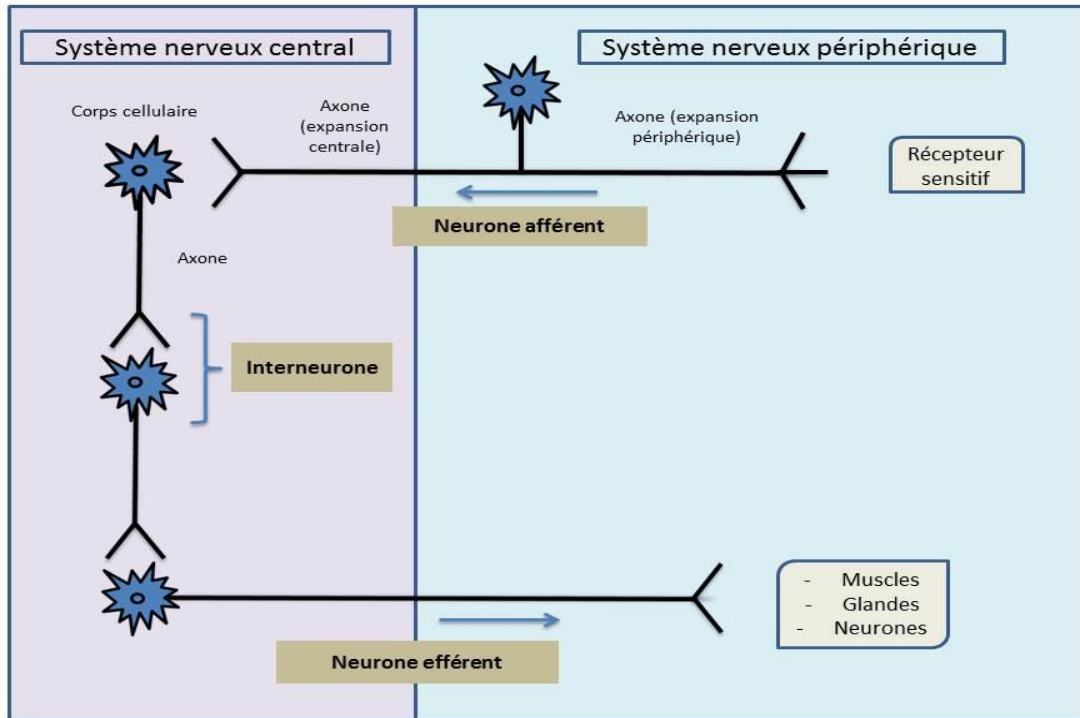 Système nerveux central
Système nerveux périphérique
Corps cellulaire
Axone
(expansion
centrale)
Axone (expansion
périphérique)
Récepteur
sensitif
Neurone afférent
Axone
Interneurone
- Muscles
- Glandes
- Neurones
Neurone efférent